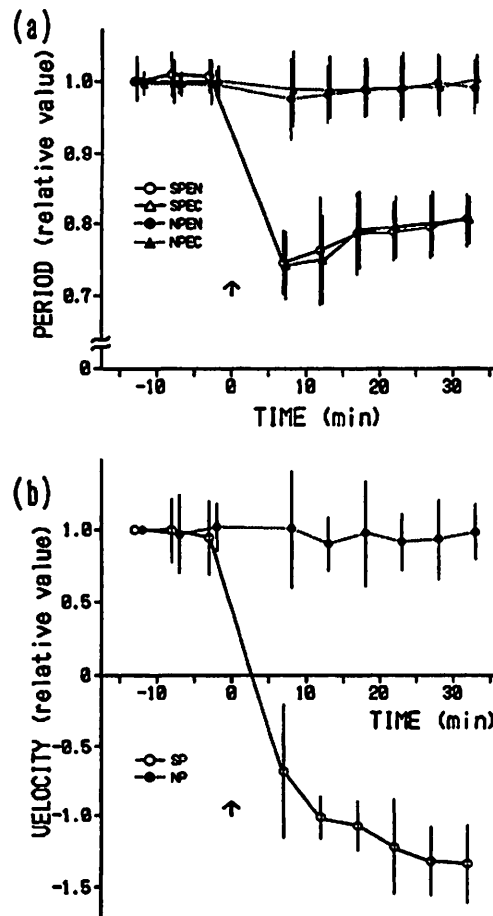 (a)
PERIOD (relative value)
1.0
0.9
0.8
0.7
0
SPEN
SPEC
NPEN
NPEC
-10 0 10 20 30
TIME (min)
(b)
VELOCITY (relative value)
1.0
0.5
0
-0.5
-1.0
-1.5
-10 0 10 20 30
TIME (min)
SP
NP